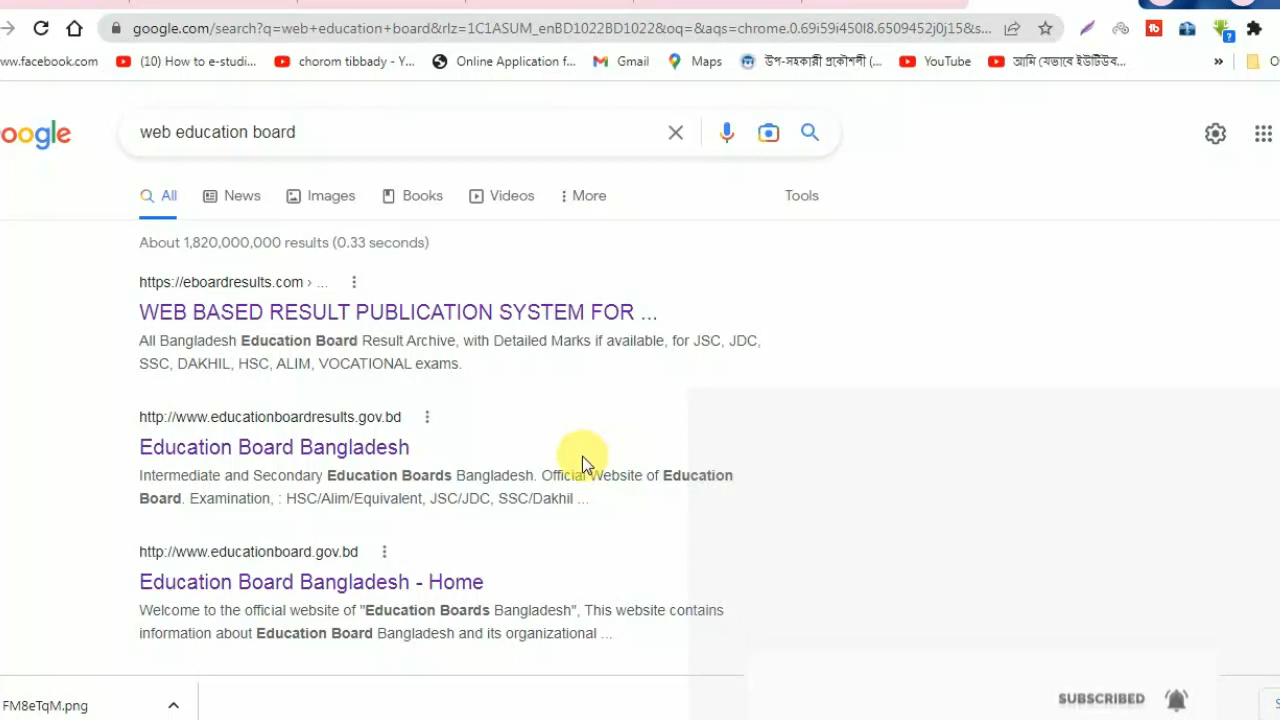 google.com/search?q=web+education+board&rlz=1C1ASUM_enBD1022BD1022&oq=&aqs=chrome.0.69i59i450l8.6509452j0j15&s...
ww.facebook.com (10) How to e-studi... chorom tibbady - Y... Online Application f... Gmail Maps উপ-সহকারী প্রকৌশলী (... YouTube আমি যেভাবে ইউটিউব... »
oogle web education board
All News Images Books Videos More Tools
About 1,820,000,000 results (0.33 seconds)
https://eboardresults.com › ...
WEB BASED RESULT PUBLICATION SYSTEM FOR ...
All Bangladesh Education Board Result Archive, with Detailed Marks if available, for JSC, JDC,
SSC, DAKHIL, HSC, ALIM, VOCATIONAL exams.
http://www.educationboardresults.gov.bd
Education Board Bangladesh
Intermediate and Secondary Education Boards Bangladesh. Official Website of Education
Board. Examination, : HSC/Alim/Equivalent, JSC/JDC, SSC/Dakhil ...
http://www.educationboard.gov.bd
Education Board Bangladesh - Home
Welcome to the official website of "Education Boards Bangladesh", This website contains
information about Education Board Bangladesh and its organizational ...
FM8eTqM.png
SUBSCRIBED